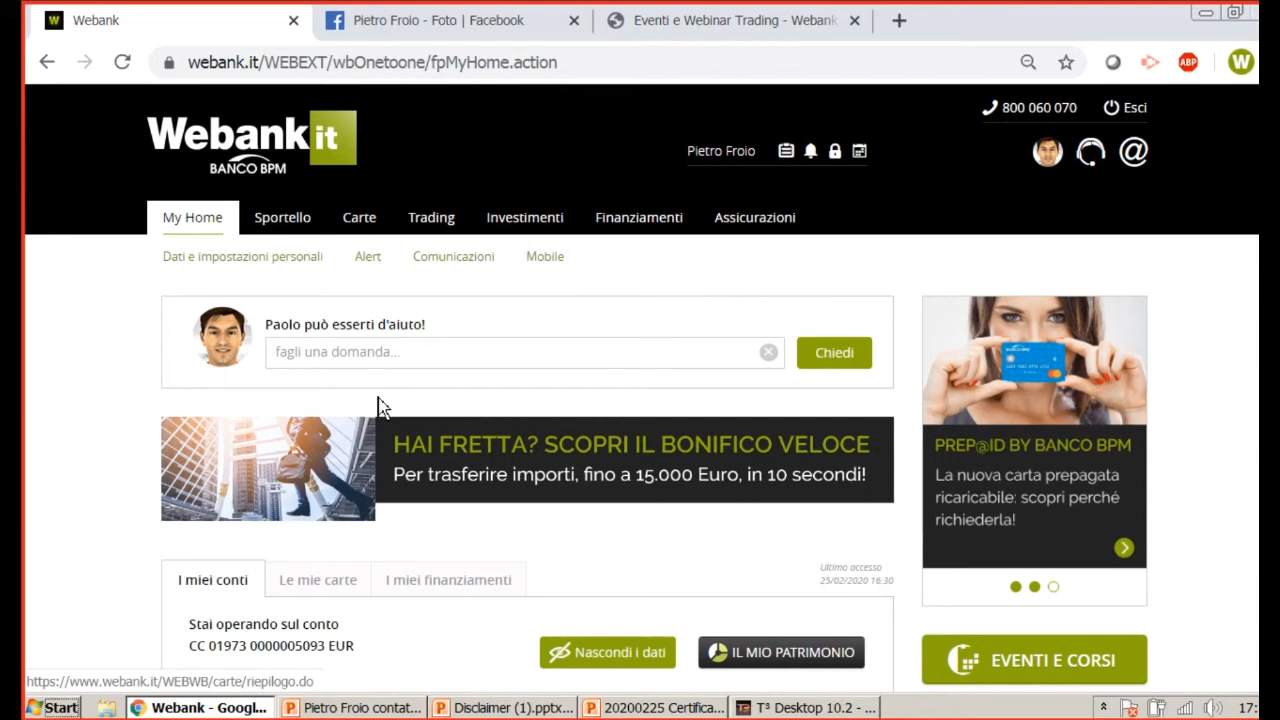 Webank
Pietro Froio - Foto | Facebook
Eventi e Webinar Trading - Webank
webank.it/WEBEXT/wbOnetoone/fpMyHome.action
ABP
W
800 060 070
Esci
Webank it
BANCO BPM
Pietro Froio
My Home
Sportello
Carte
Trading
Investimenti
Finanziamenti
Assicurazioni
Dati e impostazioni personali
Alert
Comunicazioni
Mobile
Paolo può esserti d'aiuto!
fagli una domanda...
Chiedi
HAI FRETTA? SCOPRI IL BONIFICO VELOCE
Per trasferire importi, fino a 15.000 Euro, in 10 secondi!
PREP@ID BY BANCO BPM
La nuova carta prepagata
ricaricabile: scopri perché
richiederla!
I miei conti
Le mie carte
I miei finanziamenti
Ultimo accesso
25/02/2020 16:30
Stai operando sul conto
CC 01973 0000005093 EUR
Nascondi i dati
IL MIO PATRIMONIO
EVENTI E CORSI
https://www.webank.it/WEBWB/carte/riepilogo.do
Start
Webank - Googl...
Pietro Froio contat...
Disclaimer (1).pptx...
20200225 Certifica...
T³ Desktop 10.2 - ...
17: